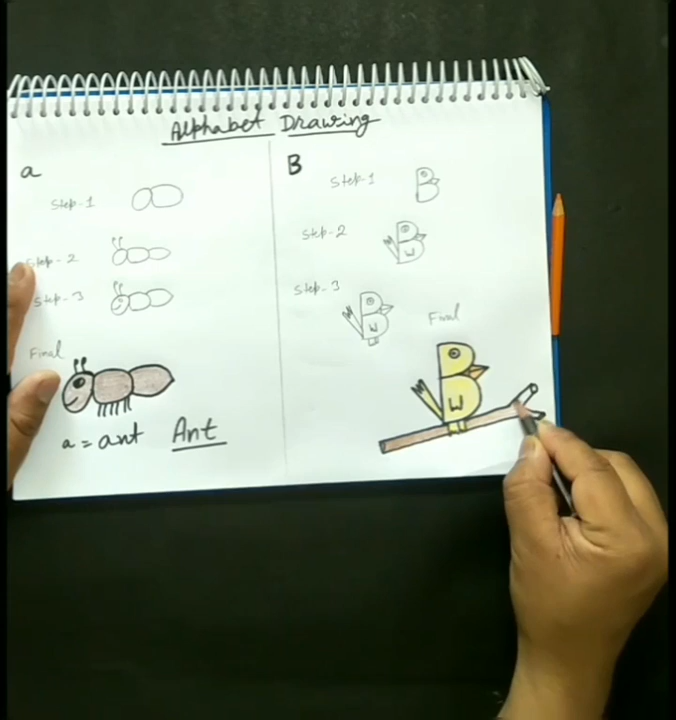 Alphabet Drawing
a
Step-1
Step-2
Step-3
Final
a = ant Ant
B
Step-1
Step-2
Step-3
Final